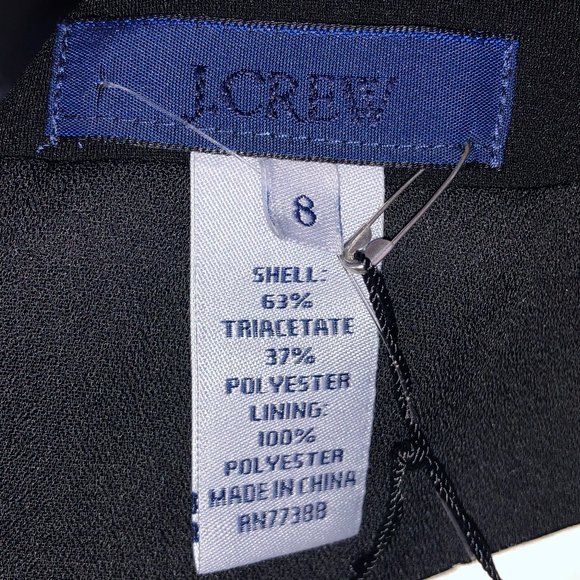 J.CREW
8
SHELL:
63%
TRIACETATE
37%
POLYESTER
LINING:
100%
POLYESTER
MADE IN CHINA
RN77388